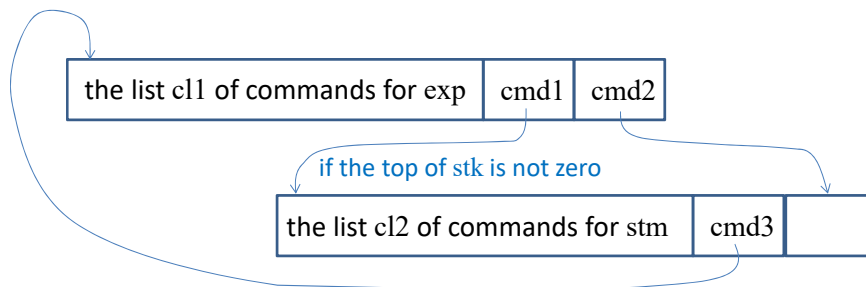 the list cl1 of commands for exp cmd1 cmd2
if the top of stk is not zero
the list cl2 of commands for stm cmd3